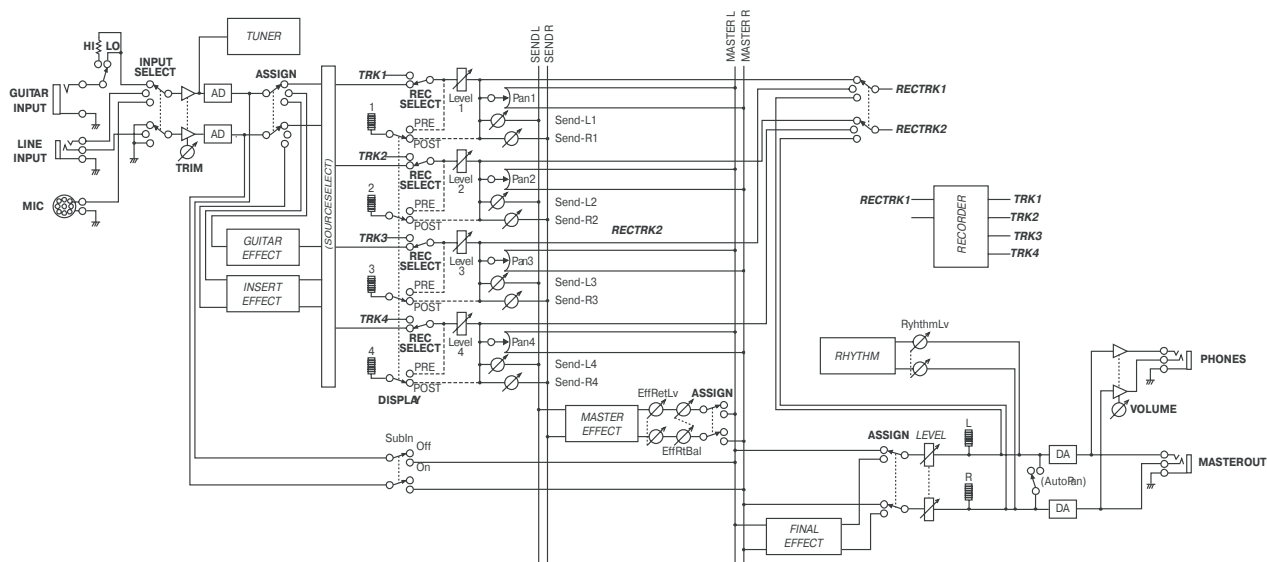 TUNER
HI LO
INPUT
SELECT
ASSIGN
AD
GUITAR
INPUT
AD
LINE
INPUT
TRIM
MIC
GUITAR
EFFECT
INSERT
EFFECT
(SOURCESELECT)
SEND L
SEND R
MASTER L
MASTER R
TRK1
REC
SELECT
Level
1
Pan1
1
PRE
POST
Send-L1
Send-R1
TRK2
REC
SELECT
Level
2
Pan2
2
PRE
POST
Send-L2
Send-R2
RECTRK2
TRK3
REC
SELECT
Level
3
Pan3
3
PRE
POST
Send-L3
Send-R3
TRK4
REC
SELECT
Level
4
Pan4
4
PRE
POST
Send-L4
Send-R4
DISPLAY
EffRetLv
ASSIGN
MASTER
EFFECT
EffRtBal
SubIn
Off
On
RECTRK1
RECTRK2
RECTRK1
RECORDER
TRK1
TRK2
TRK3
TRK4
RyhthmLv
RHYTHM
PHONES
VOLUME
ASSIGN
LEVEL
L
DA
MASTEROUT
R
(AutoPan)
DA
FINAL
EFFECT